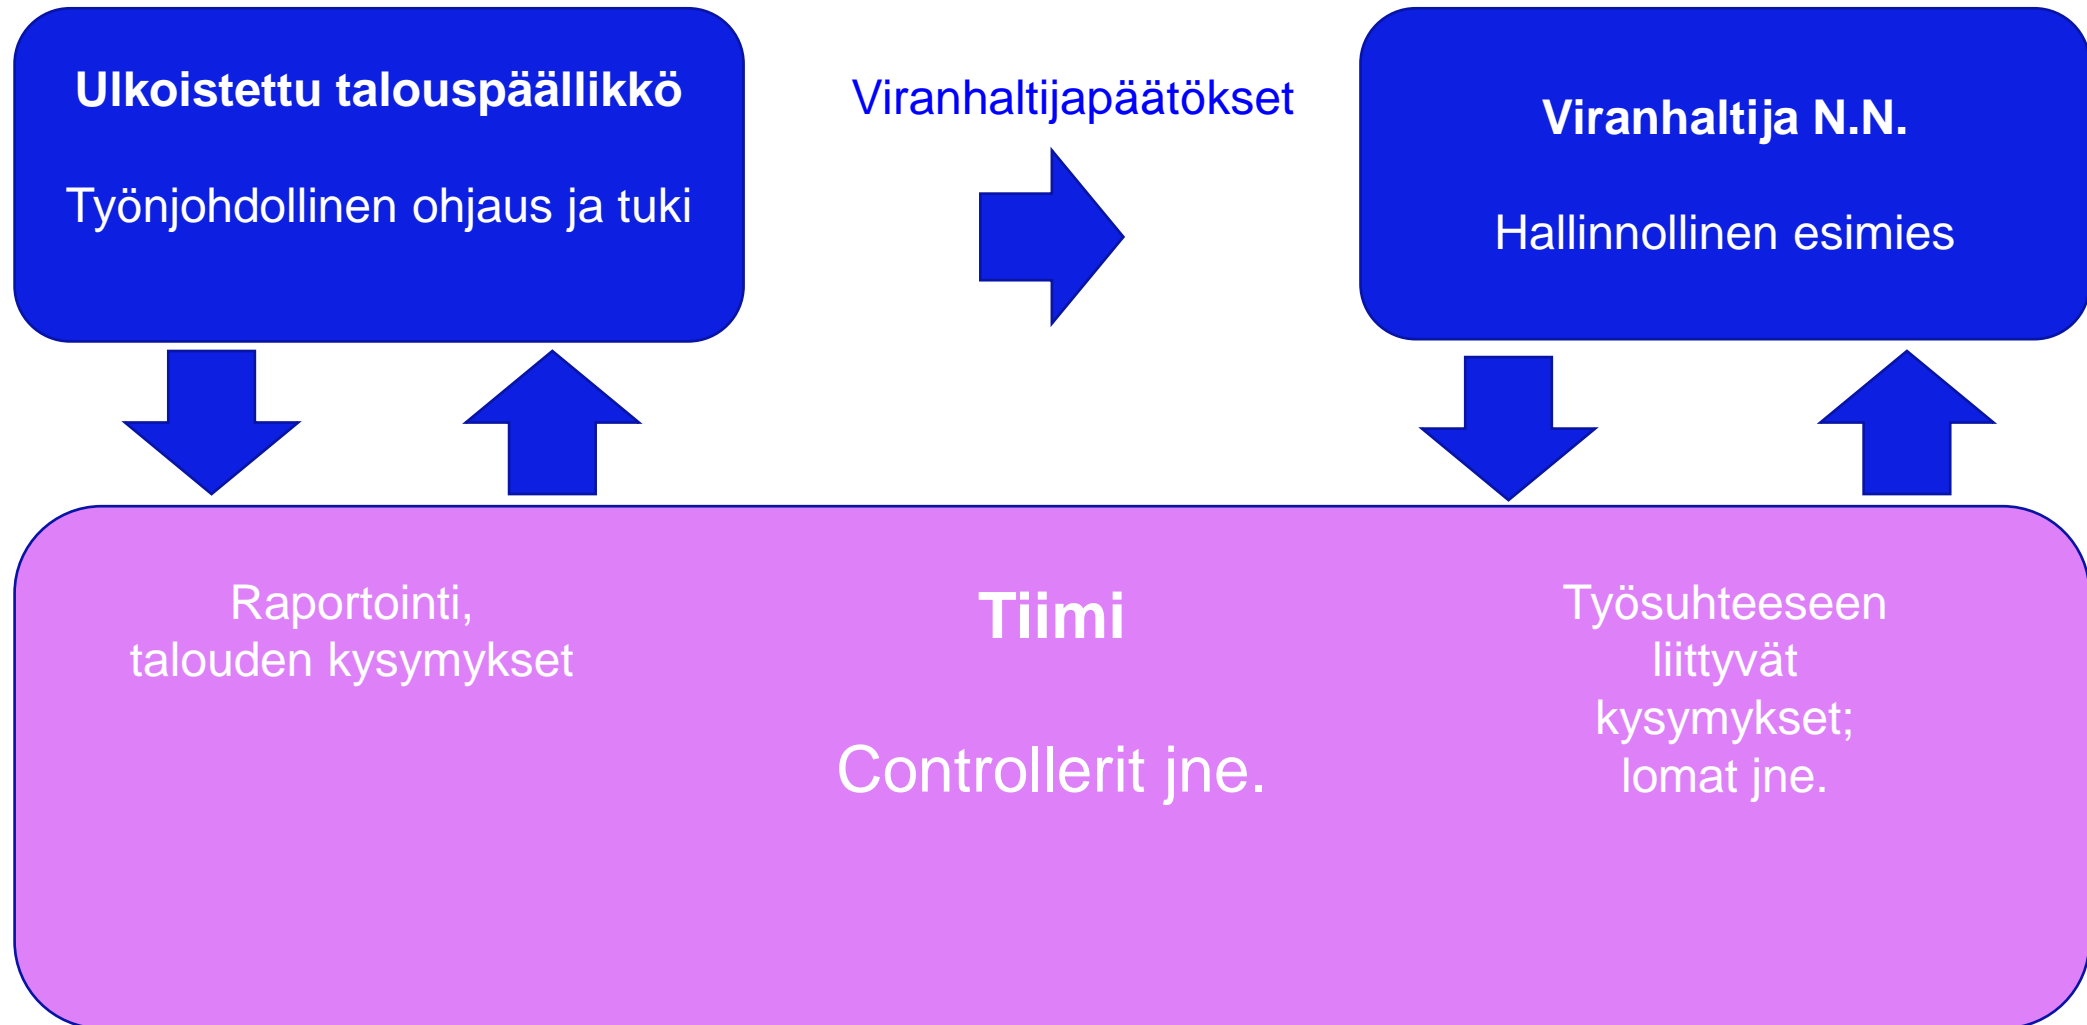 Ulkoistettu talouspäällikkö
Työnjohdollinen ohjaus ja tuki
Viranhaltijapäätökset
Viranhaltija N.N.
Hallinnollinen esimies
Raportointi,
talouden kysymykset
Tiimi
Controllerit jne.
Työsuhteeseen
liittyvät
kysymykset;
lomat jne.